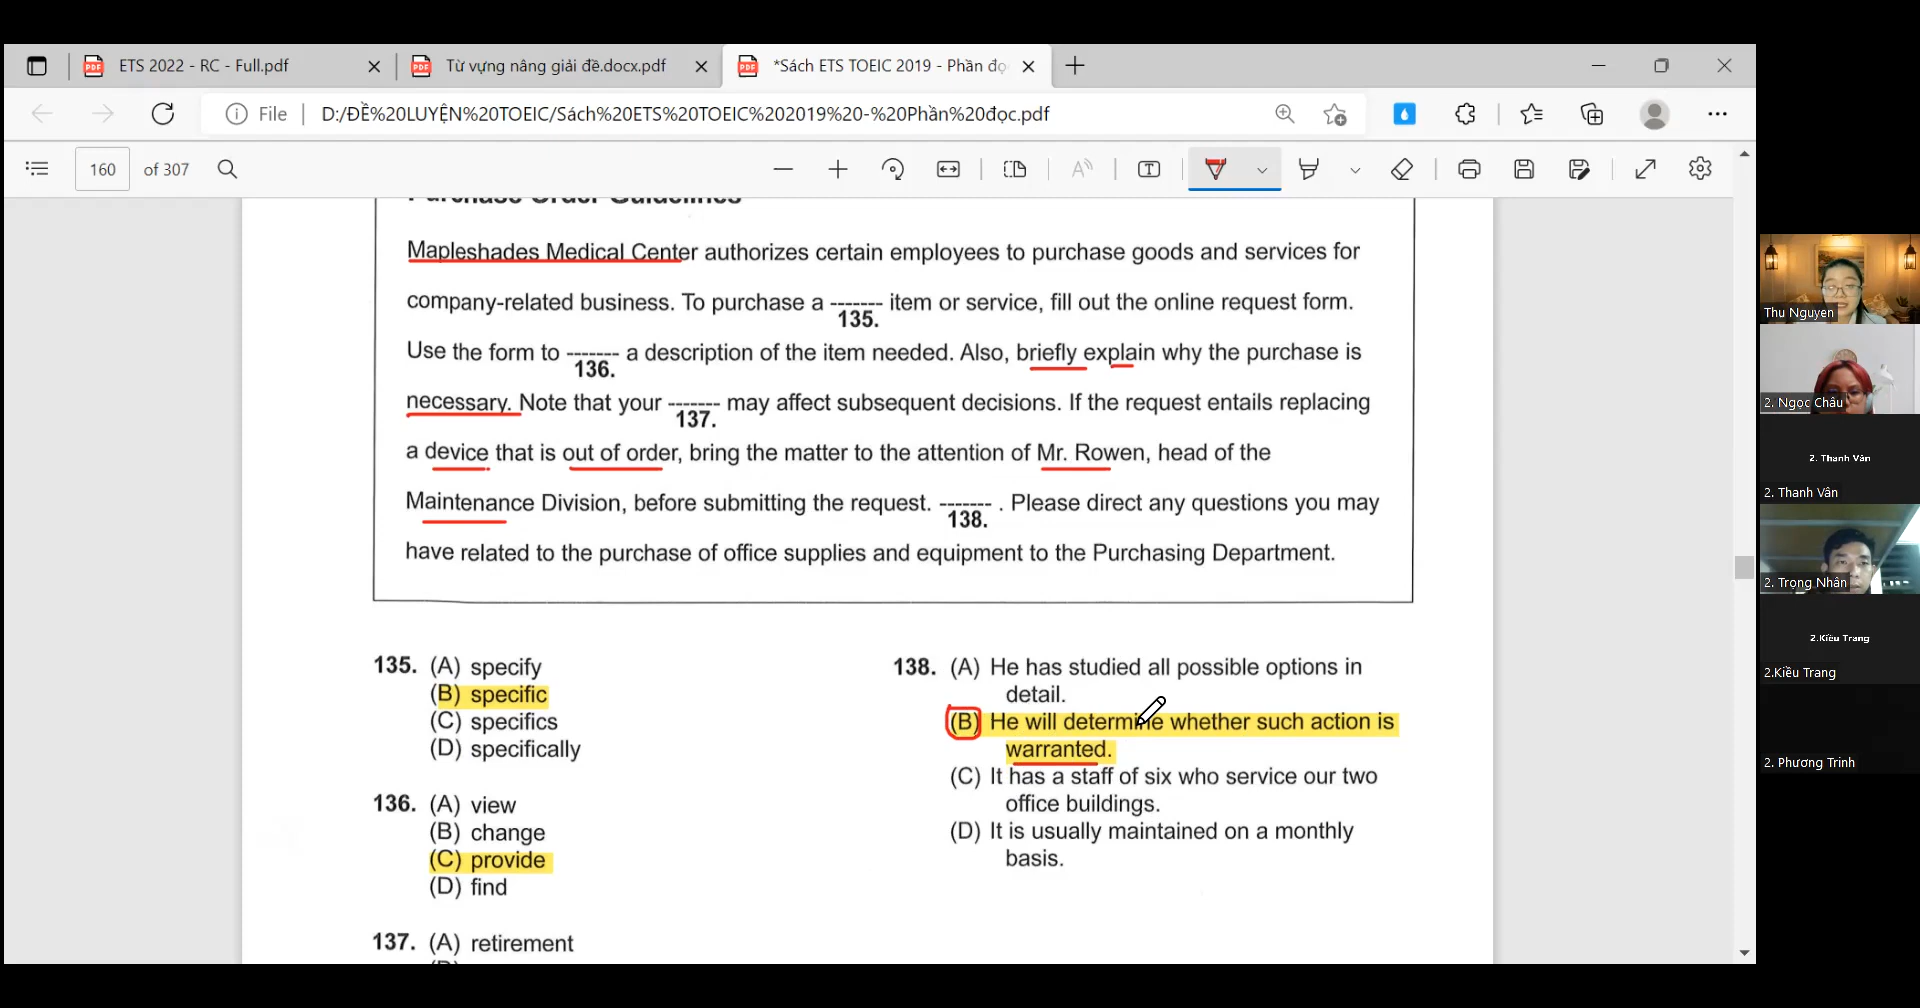 ETS 2022 - RC - Full.pdf
Từ vựng nâng giải đề.docx.pdf
*Sách ETS TOEIC 2019 - Phần đọ
File
D:/ĐỀ%20LUYỆN%20TOEIC/Sách%20ETS%20TOEIC%202019%20-%20Phần%20đọc.pdf
160 of 307
Purchase Order Guidelines
Mapleshades Medical Center authorizes certain employees to purchase goods and services for
company-related business. To purchase a ------- item or service, fill out the online request form.
135.
Use the form to ------- a description of the item needed. Also, briefly explain why the purchase is
136.
necessary. Note that your ------- may affect subsequent decisions. If the request entails replacing
137.
a device that is out of order, bring the matter to the attention of Mr. Rowen, head of the
Maintenance Division, before submitting the request. ------- . Please direct any questions you may
138.
have related to the purchase of office supplies and equipment to the Purchasing Department.
135. (A) specify
(B) specific
(C) specifics
(D) specifically
136. (A) view
(B) change
(C) provide
(D) find
137. (A) retirement
138. (A) He has studied all possible options in
detail.
(B) He will determine whether such action is
warranted.
(C) It has a staff of six who service our two
office buildings.
(D) It is usually maintained on a monthly
basis.
Thu Nguyen
2. Ngọc Châu
2. Thanh Vân
2. Thanh Vân
2. Trọng Nhân
2.Kiều Trang
2.Kiều Trang
2. Phương Trinh